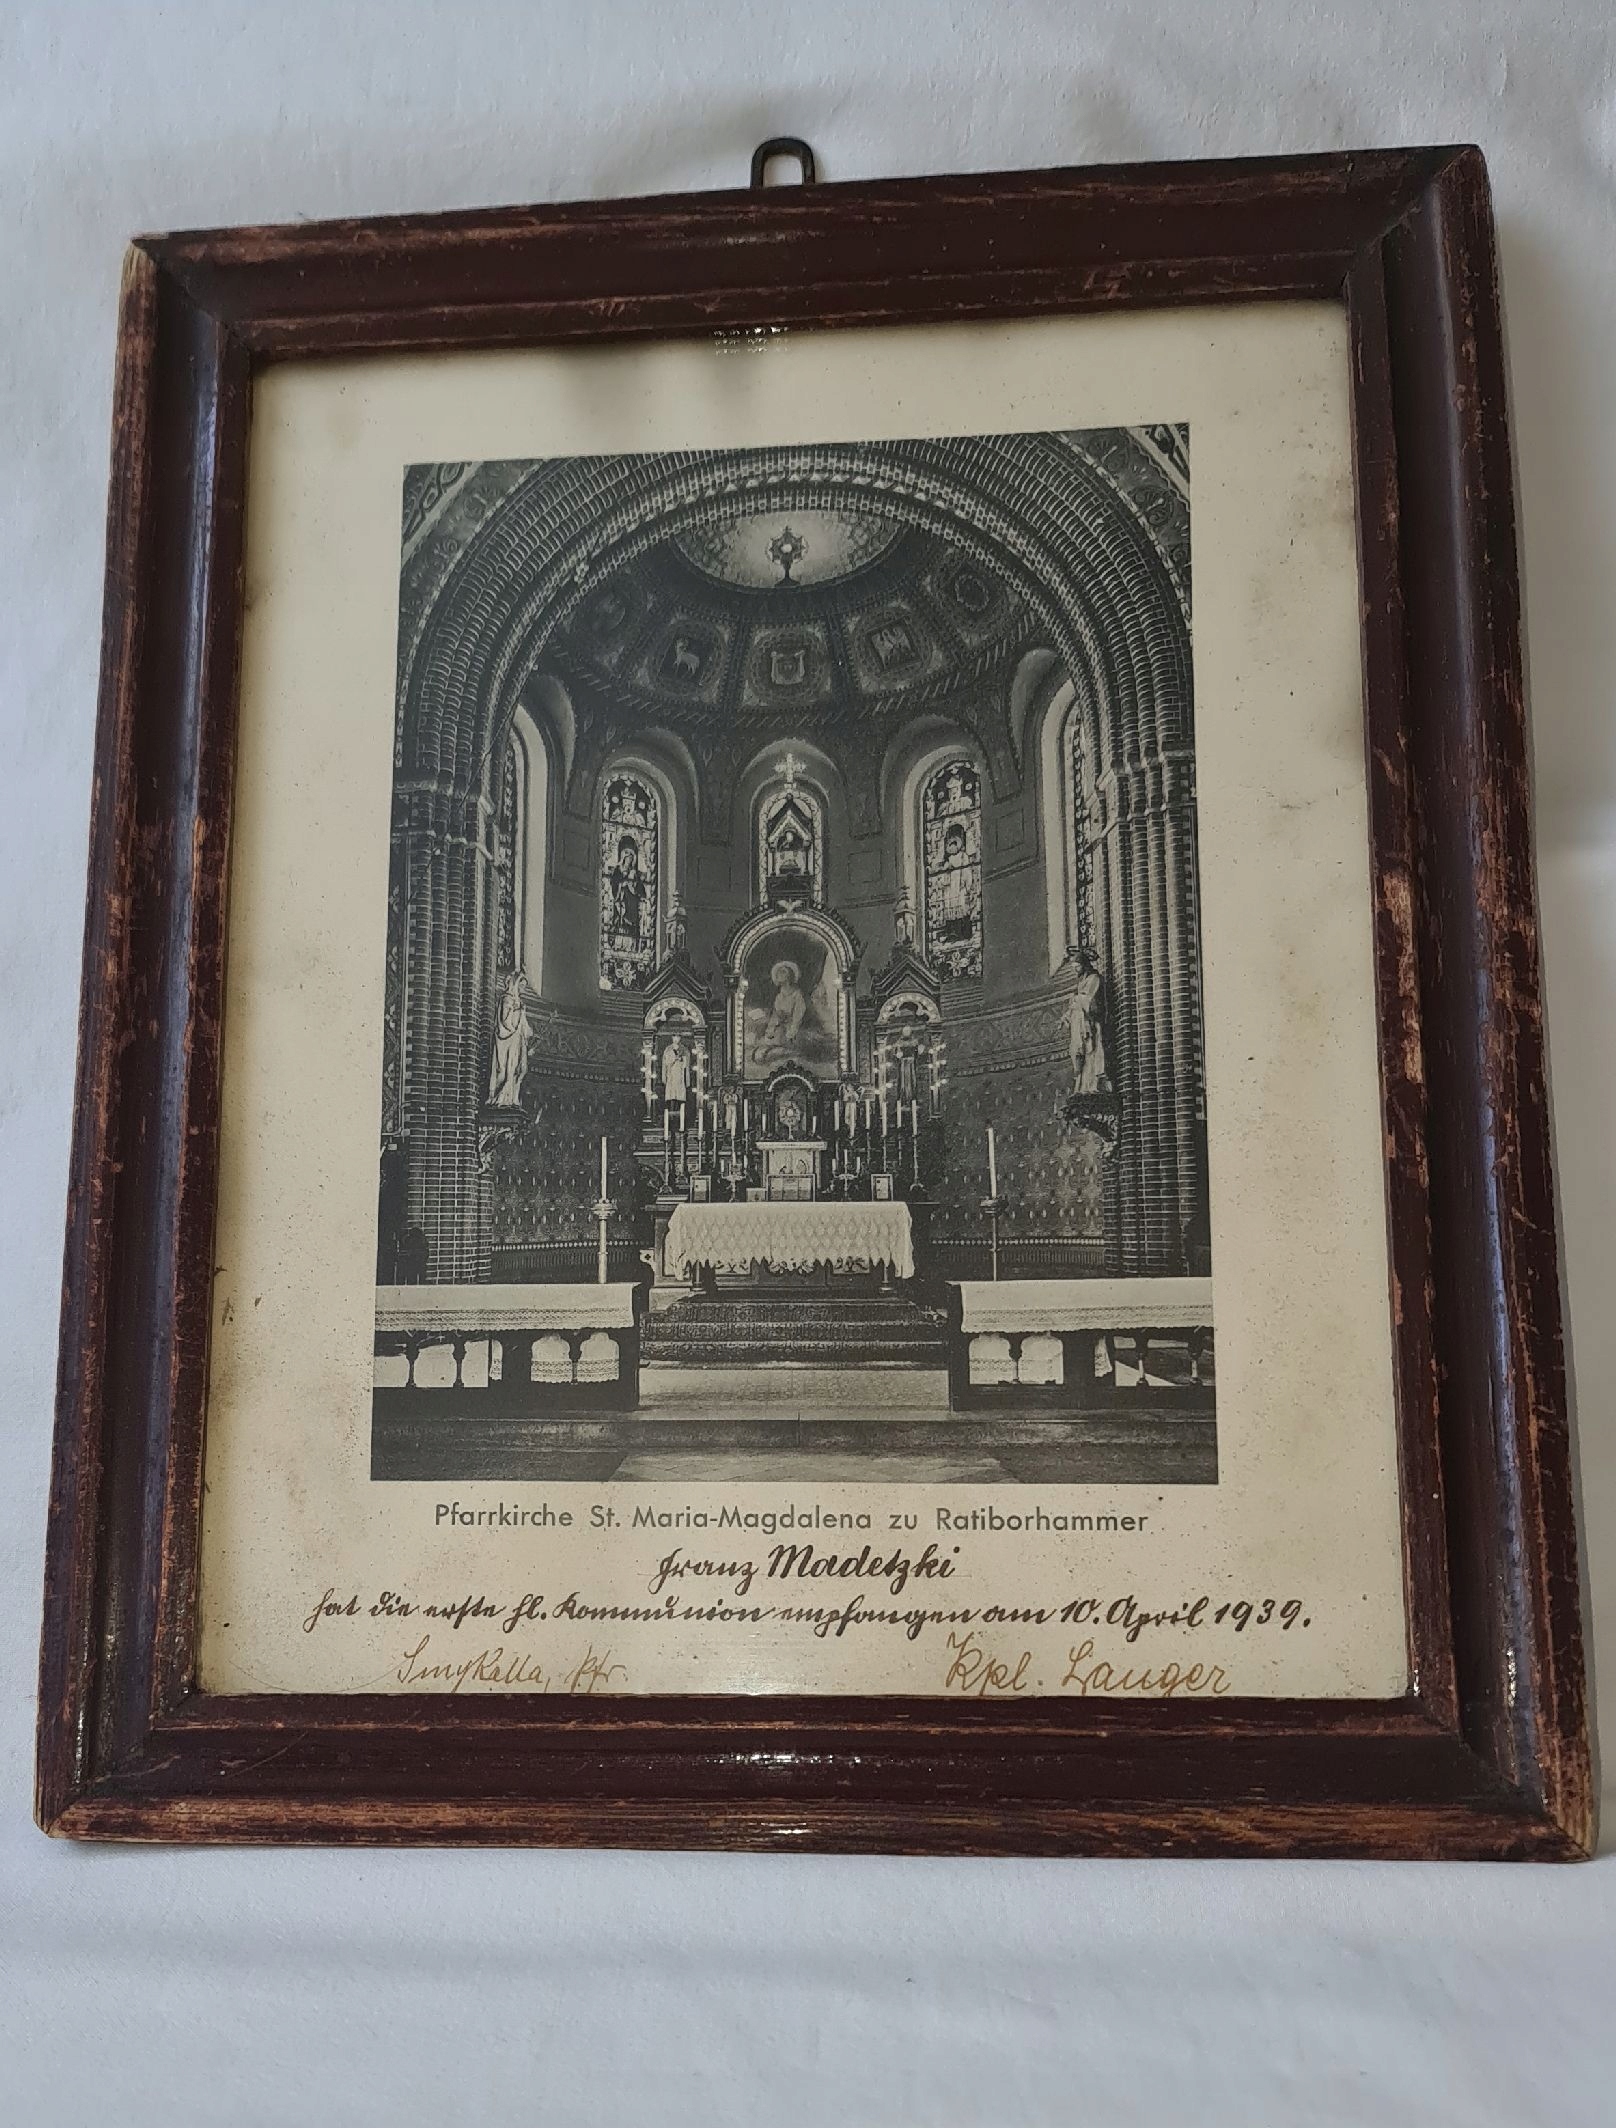 Pfarrkirche St. Maria-Magdalena zu Ratiborhammer
Franz Madetzki
hat die erste hl. Kommunion empfangen am 10. April 1939.
Smykalla, Pfr.
Kpl. Langer